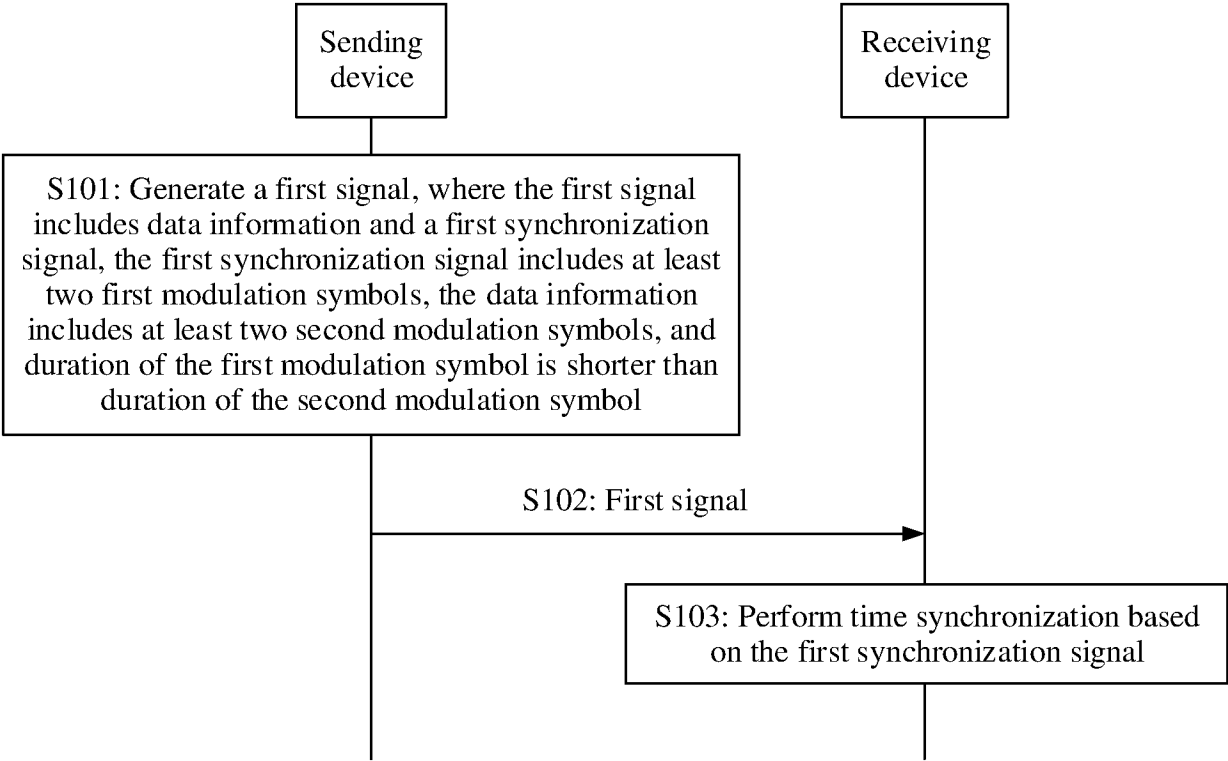 Sending
device
Receiving
device
S101: Generate a first signal, where the first signal
includes data information and a first synchronization
signal, the first synchronization signal includes at least
two first modulation symbols, the data information
includes at least two second modulation symbols, and
duration of the first modulation symbol is shorter than
duration of the second modulation symbol
S102: First signal
S103: Perform time synchronization based
on the first synchronization signal